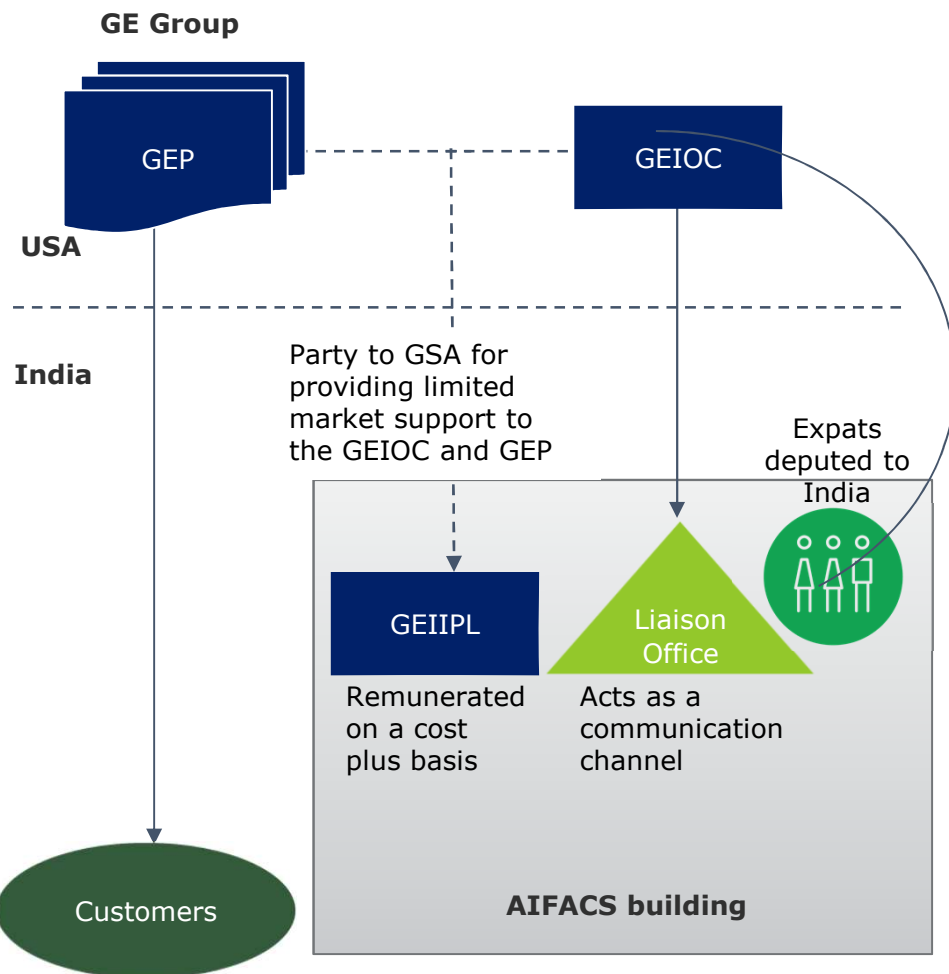 GE Group
GEP
GEIOC
USA
India
Party to GSA for
providing limited
market support to
the GEIOC and GEP
Expats
deputed to
India
GEIIPL
Liaison
Office
Remunerated
on a cost
plus basis
Acts as a
communication
channel
Customers
AIFACS building